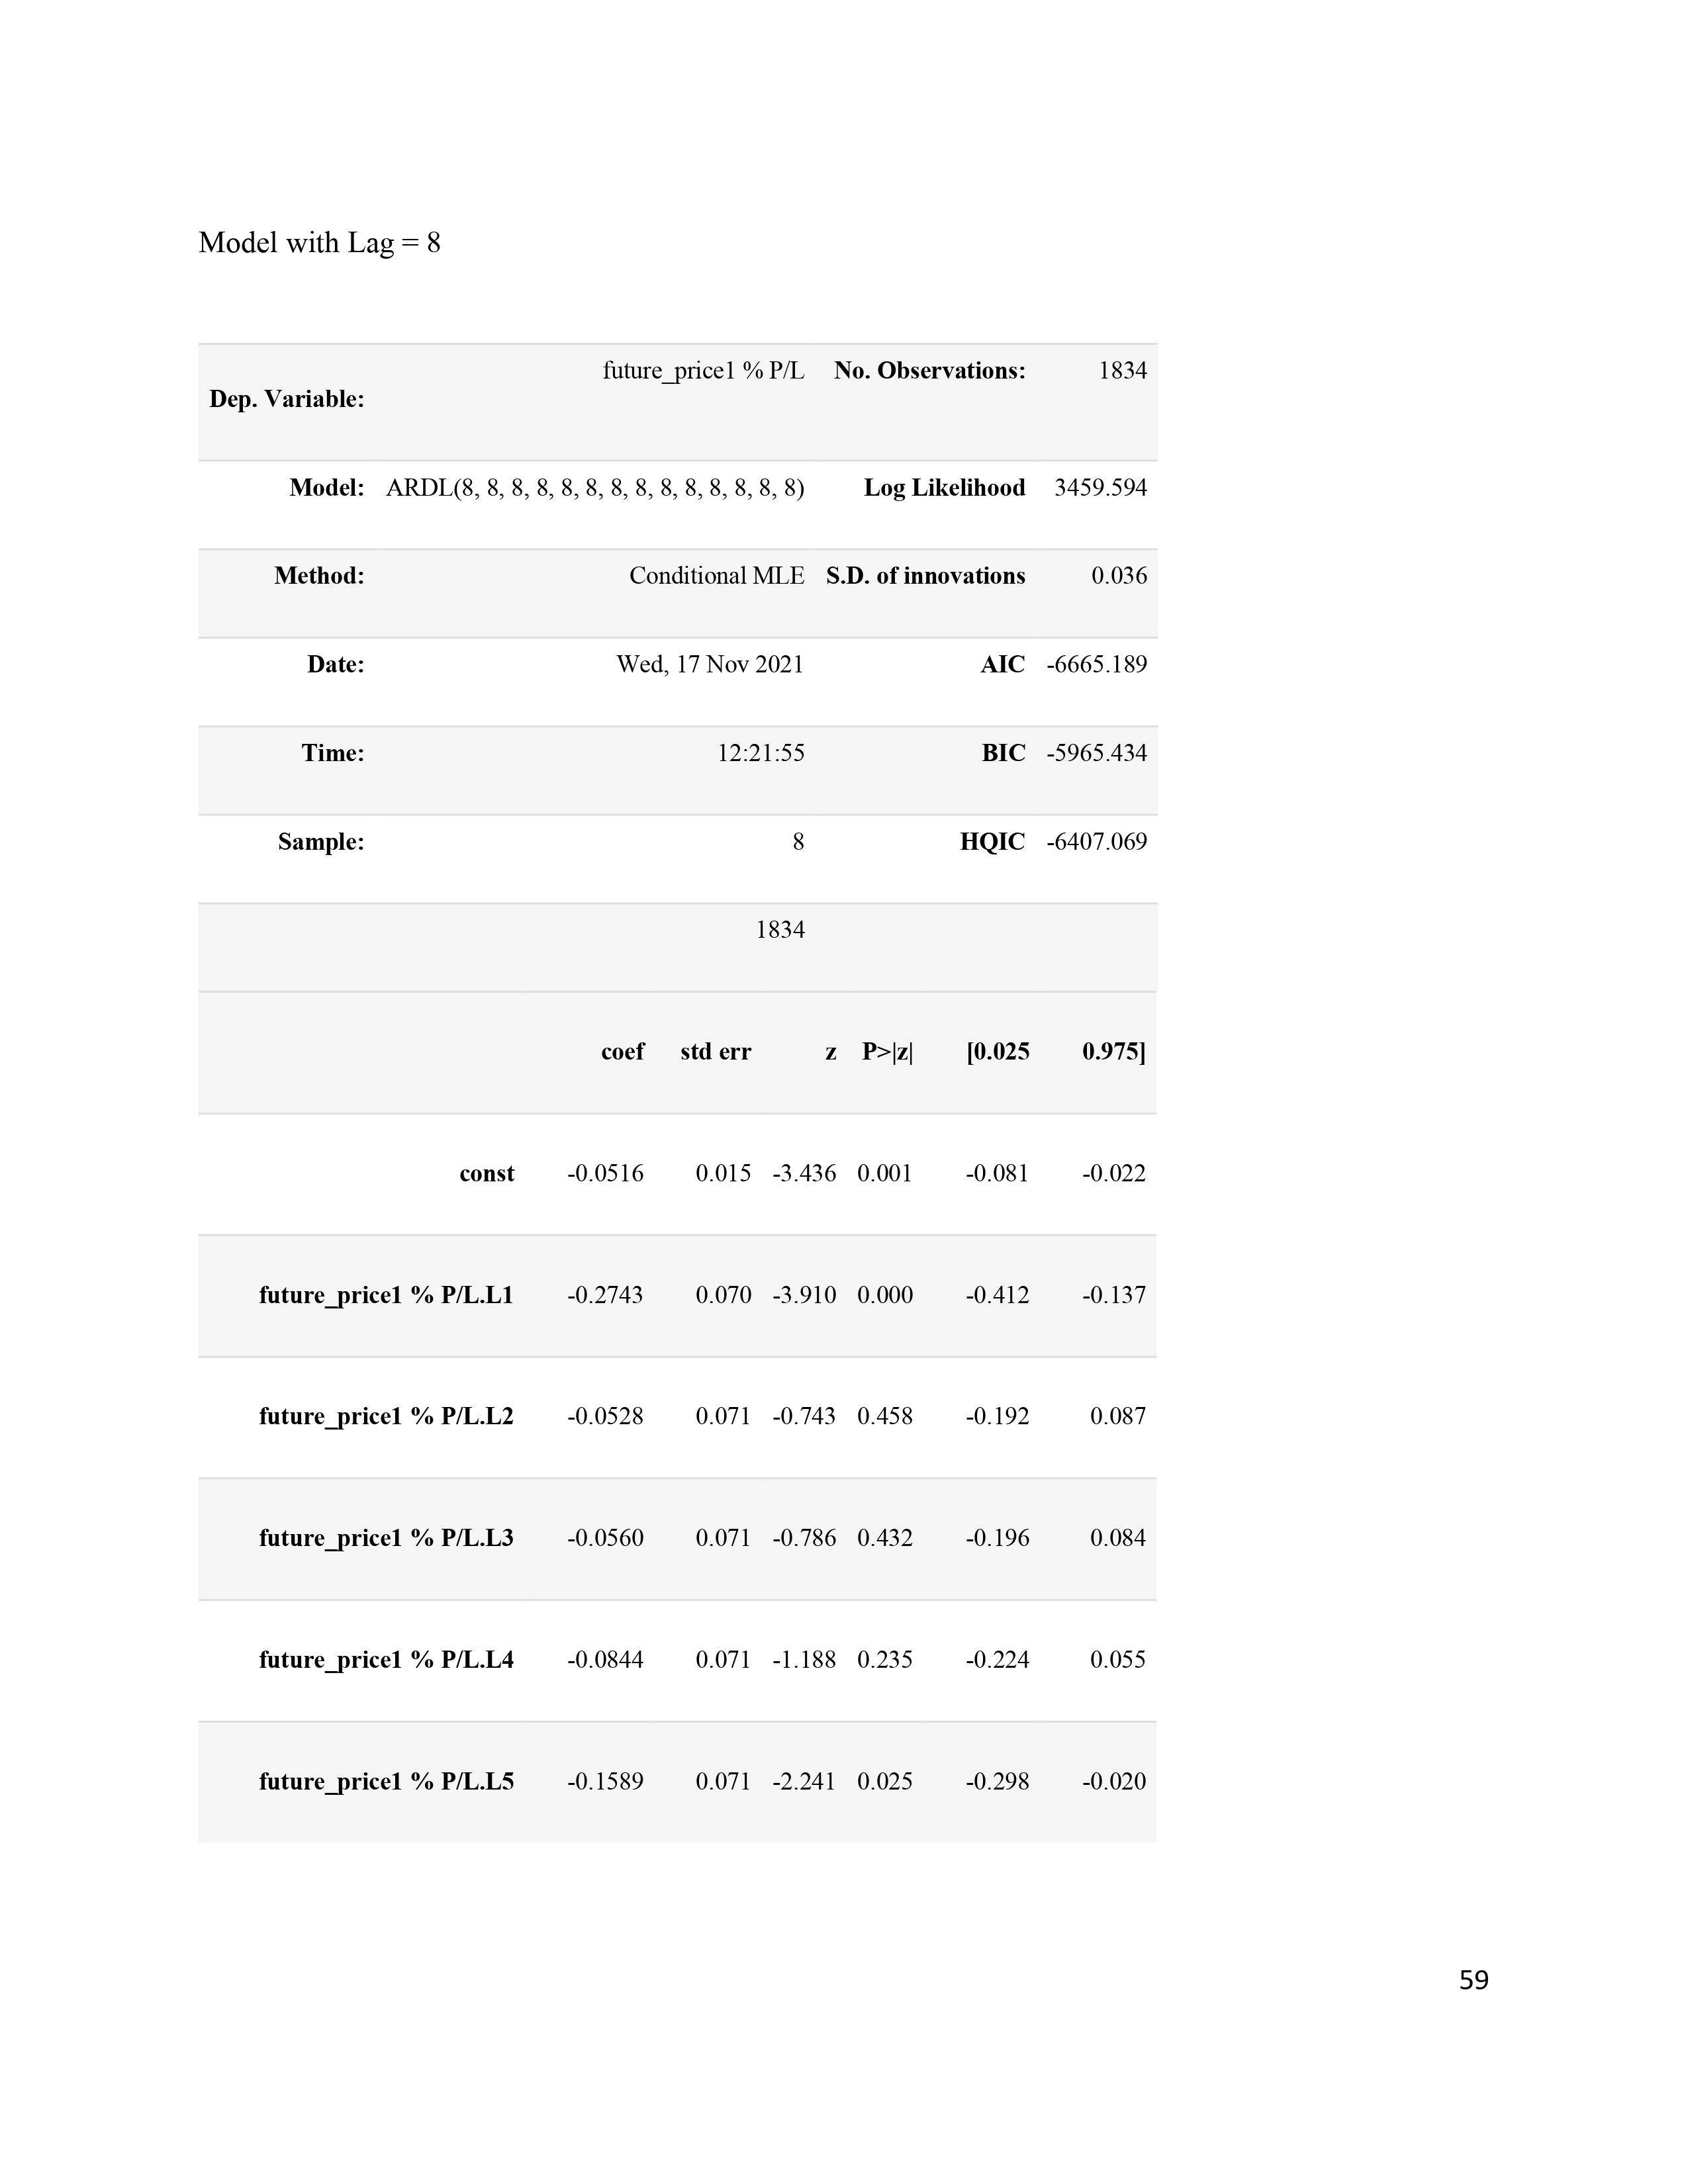 Model with Lag = 8
Dep. Variable: future_price1 % P/L No. Observations: 1834
Model: ARDL(8, 8, 8, 8, 8, 8, 8, 8, 8, 8, 8, 8, 8, 8) Log Likelihood 3459.594
Method: Conditional MLE S.D. of innovations 0.036
Date: Wed, 17 Nov 2021 AIC -6665.189
Time: 12:21:55 BIC -5965.434
Sample: 8 HQIC -6407.069
1834
coef std err z P>|z| [0.025 0.975]
const -0.0516 0.015 -3.436 0.001 -0.081 -0.022
future_price1 % P/L.L1 -0.2743 0.070 -3.910 0.000 -0.412 -0.137
future_price1 % P/L.L2 -0.0528 0.071 -0.743 0.458 -0.192 0.087
future_price1 % P/L.L3 -0.0560 0.071 -0.786 0.432 -0.196 0.084
future_price1 % P/L.L4 -0.0844 0.071 -1.188 0.235 -0.224 0.055
future_price1 % P/L.L5 -0.1589 0.071 -2.241 0.025 -0.298 -0.020
59